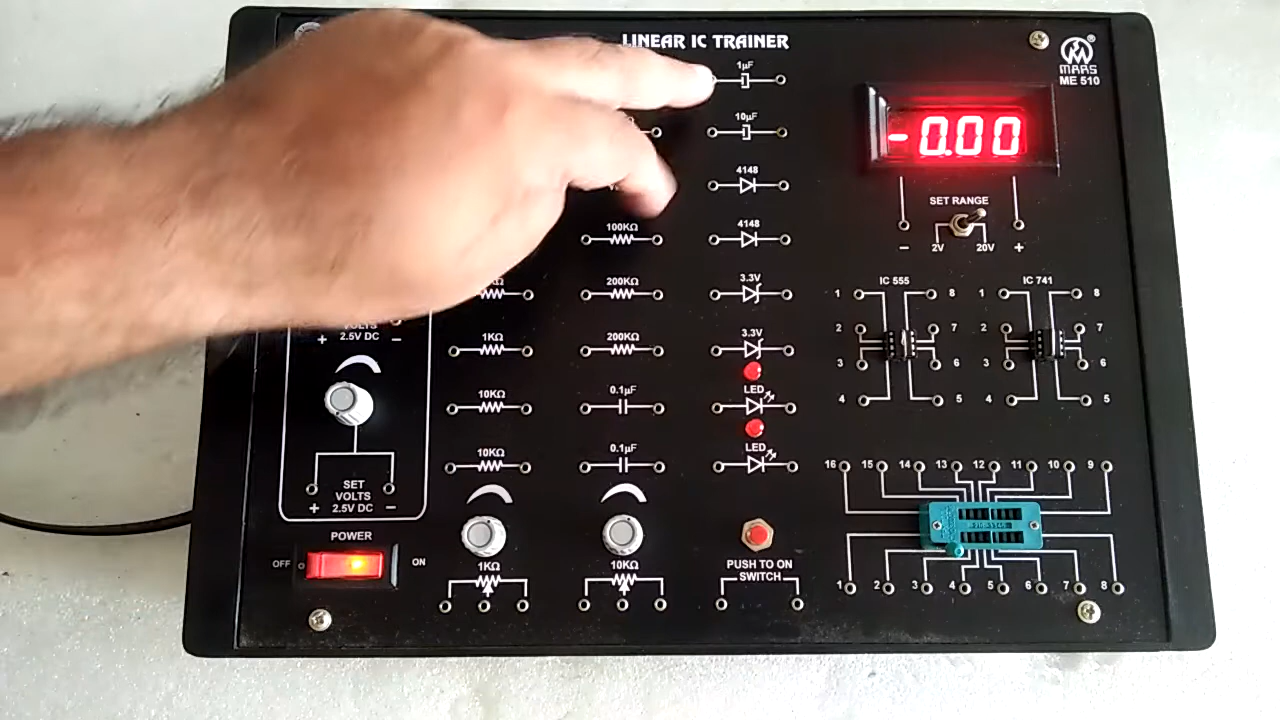 LINEAR IC TRAINER
1µF
MARS
ME 510
10µF
-0.00
4148
SET RANGE
100KΩ
4148
2V
20V
−
+
200KΩ
3.3V
IC 555
IC 741
1
8
1
8
VOLTS
2.5V DC
+
−
1KΩ
200KΩ
3.3V
2
7
2
7
3
6
3
6
10KΩ
0.1µF
LED
4
5
4
5
10KΩ
0.1µF
LED
16
15
14
13
12
11
10
9
SET
VOLTS
2.5V DC
+
−
POWER
OFF
ON
1KΩ
10KΩ
PUSH TO ON
SWITCH
1
2
3
4
5
6
7
8